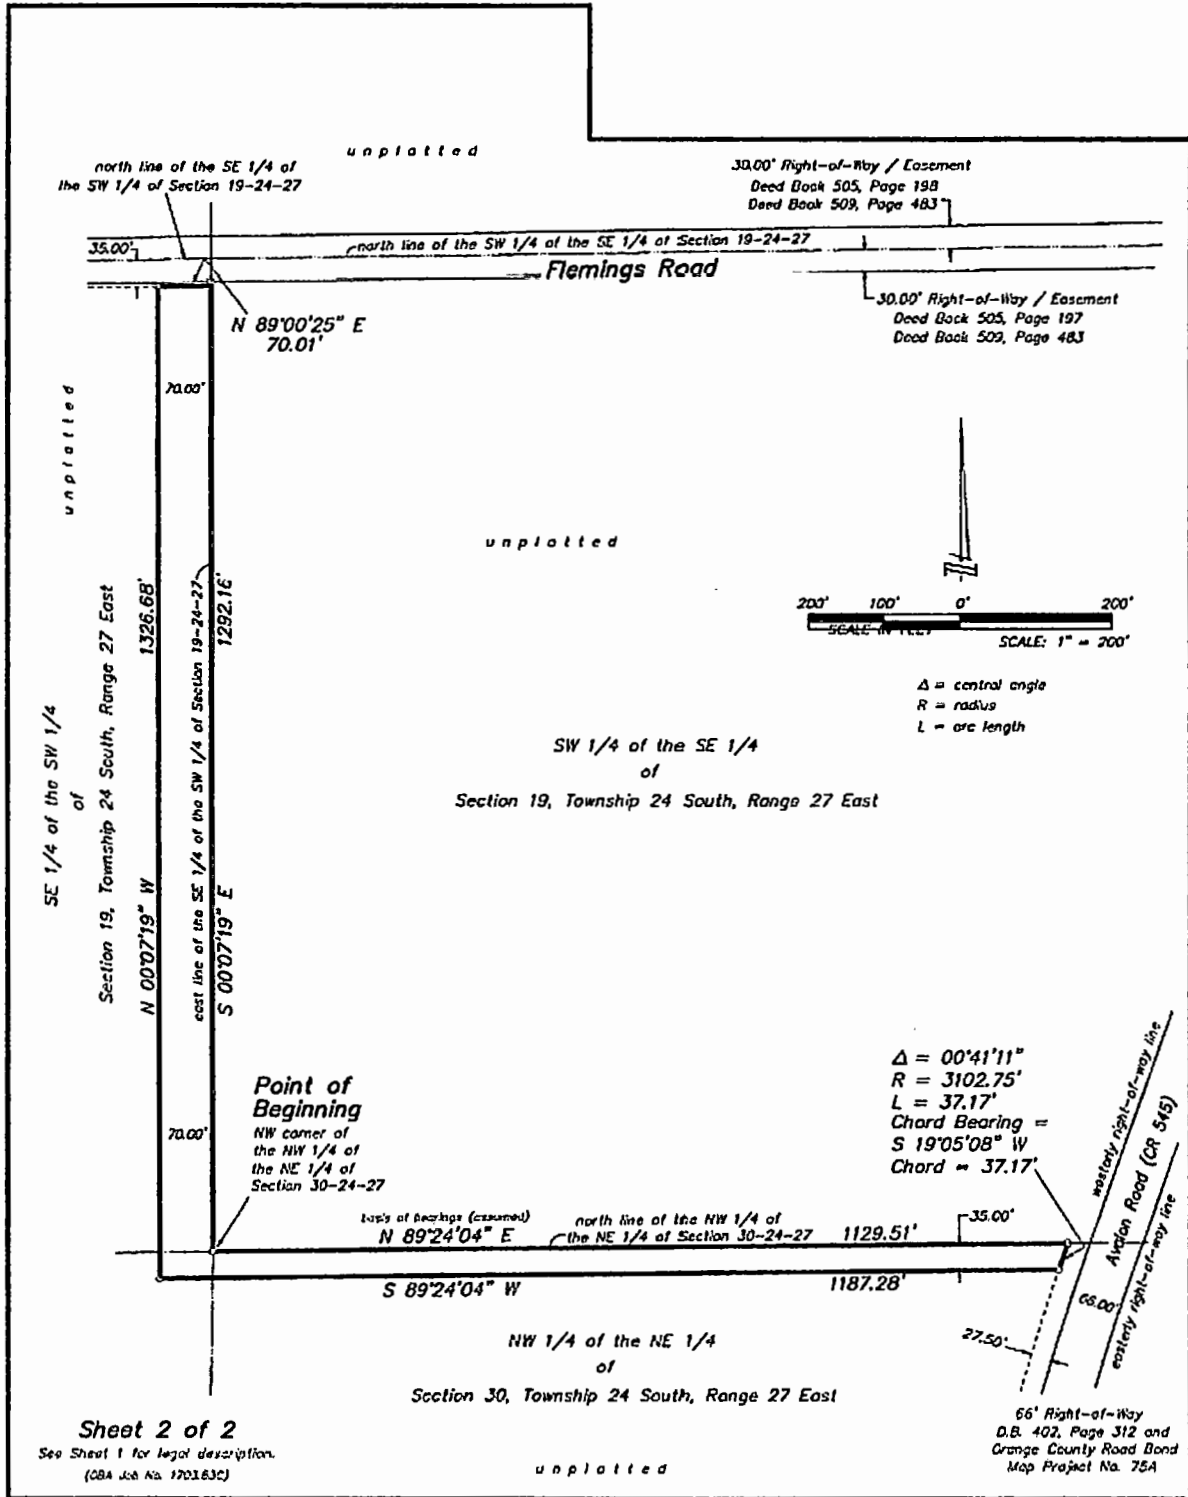 unplatted
north line of the SE 1/4 of
the SW 1/4 of Section 19-24-27
30.00' Right-of-Way / Easement
Deed Book 505, Page 198
Deed Book 509, Page 483
35.00'
north line of the SW 1/4 of the SE 1/4 of Section 19-24-27
Flemings Road
N 89°00'25" E
70.01'
30.00' Right-of-Way / Easement
Deed Book 505, Page 197
Deed Book 509, Page 483
70.00'
unplatted
unplatted
200' 100' 0' 200'
SCALE IN FEET
SCALE: 1" = 200'
Δ = central angle
R = radius
L = arc length
SE 1/4 of the SW 1/4
of
Section 19, Township 24 South, Range 27 East
N 00°07'19" W 1326.68'
east line of the SE 1/4 of the SW 1/4 of Section 19-24-27
S 00°07'19" E 1292.16'
SW 1/4 of the SE 1/4
of
Section 19, Township 24 South, Range 27 East
Δ = 00°41'11"
R = 3102.75'
L = 37.17'
Chord Bearing =
S 19°05'08" W
Chord = 37.17'
westerly right-of-way line
Avalon Road (CR 545)
easterly right-of-way line
Point of
Beginning
NW corner of
the NW 1/4 of
the NE 1/4 of
Section 30-24-27
70.00'
basis of bearings (assumed)
N 89°24'04" E
north line of the NW 1/4 of
the NE 1/4 of Section 30-24-27
1129.51'
35.00'
S 89°24'04" W
1187.28'
66.00'
27.50'
NW 1/4 of the NE 1/4
of
Section 30, Township 24 South, Range 27 East
66' Right-of-Way
D.B. 402, Page 312 and
Orange County Road Bond
Map Project No. 75A
Sheet 2 of 2
See Sheet 1 for legal description.
(DBA Job No. 1703.63C)
unplatted